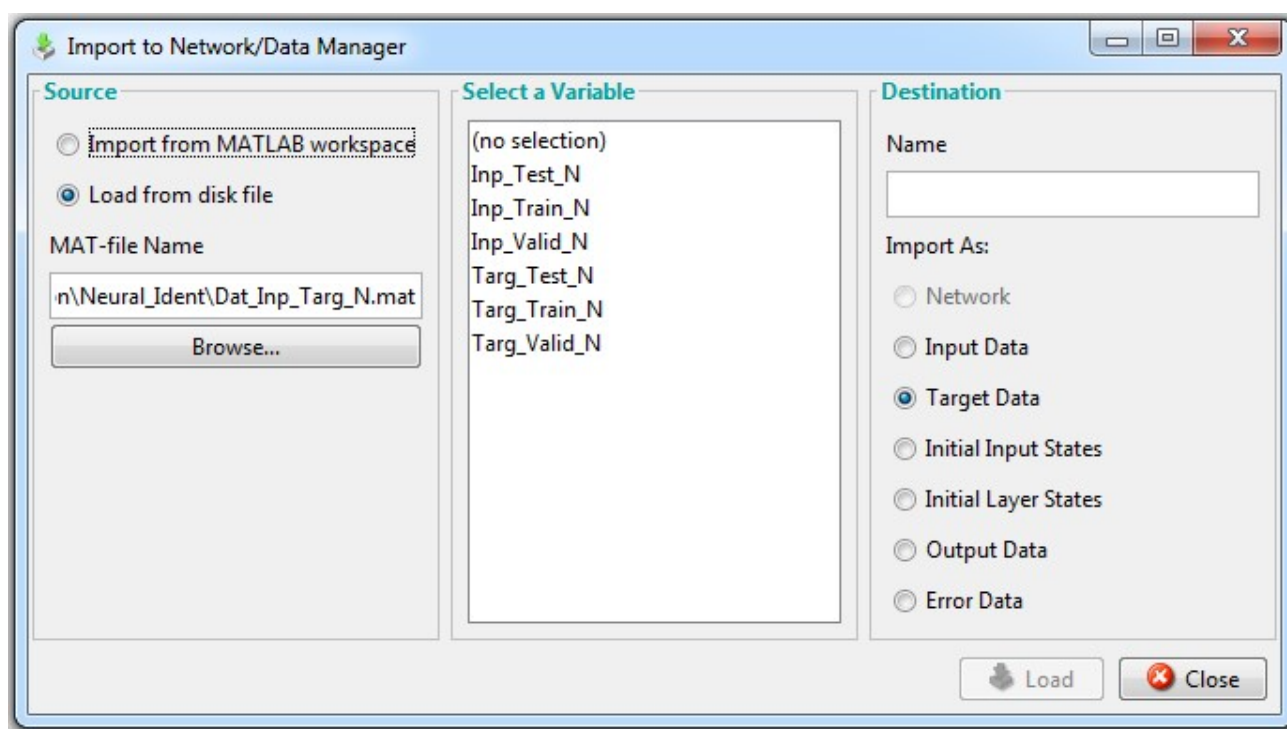 Import to Network/Data Manager
Source
Import from MATLAB workspace
Load from disk file
MAT-file Name
n\Neural_Ident\Dat_Inp_Targ_N.mat
Browse...
Select a Variable
(no selection)
Inp_Test_N
Inp_Train_N
Inp_Valid_N
Targ_Test_N
Targ_Train_N
Targ_Valid_N
Destination
Name
Import As:
Network
Input Data
Target Data
Initial Input States
Initial Layer States
Output Data
Error Data
Load
Close